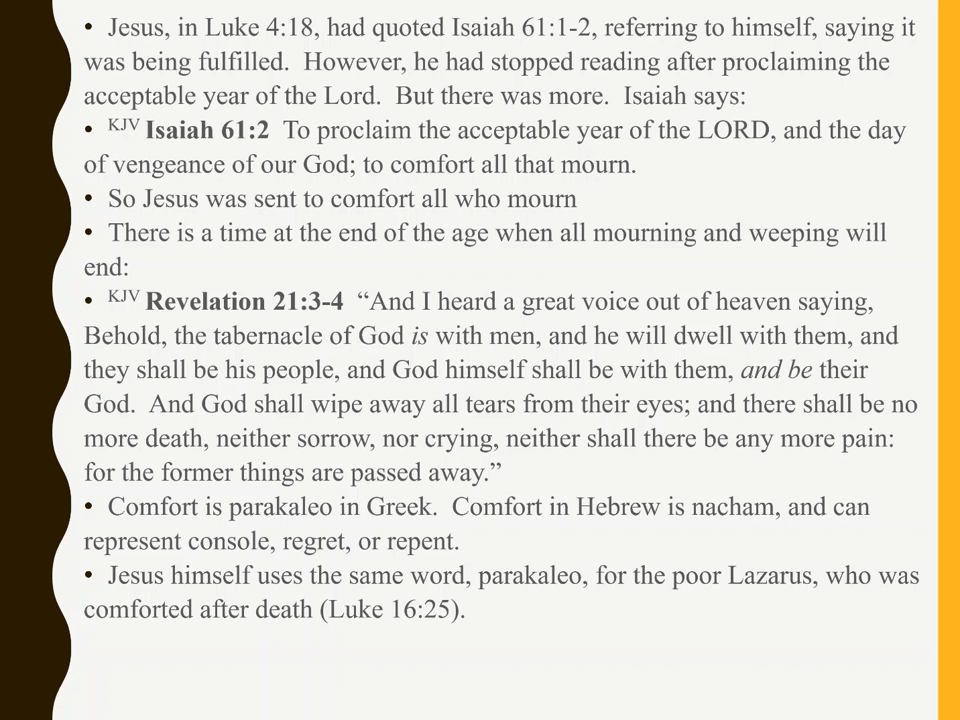 • Jesus, in Luke 4:18, had quoted Isaiah 61:1-2, referring to himself, saying it
was being fulfilled.  However, he had stopped reading after proclaiming the
acceptable year of the Lord.  But there was more.  Isaiah says:
• KJV Isaiah 61:2  To proclaim the acceptable year of the LORD, and the day
of vengeance of our God; to comfort all that mourn.
• So Jesus was sent to comfort all who mourn
• There is a time at the end of the age when all mourning and weeping will
end:
• KJV Revelation 21:3-4  “And I heard a great voice out of heaven saying,
Behold, the tabernacle of God is with men, and he will dwell with them, and
they shall be his people, and God himself shall be with them, and be their
God.  And God shall wipe away all tears from their eyes; and there shall be no
more death, neither sorrow, nor crying, neither shall there be any more pain:
for the former things are passed away.”
• Comfort is parakaleo in Greek.  Comfort in Hebrew is nacham, and can
represent console, regret, or repent.
• Jesus himself uses the same word, parakaleo, for the poor Lazarus, who was
comforted after death (Luke 16:25).